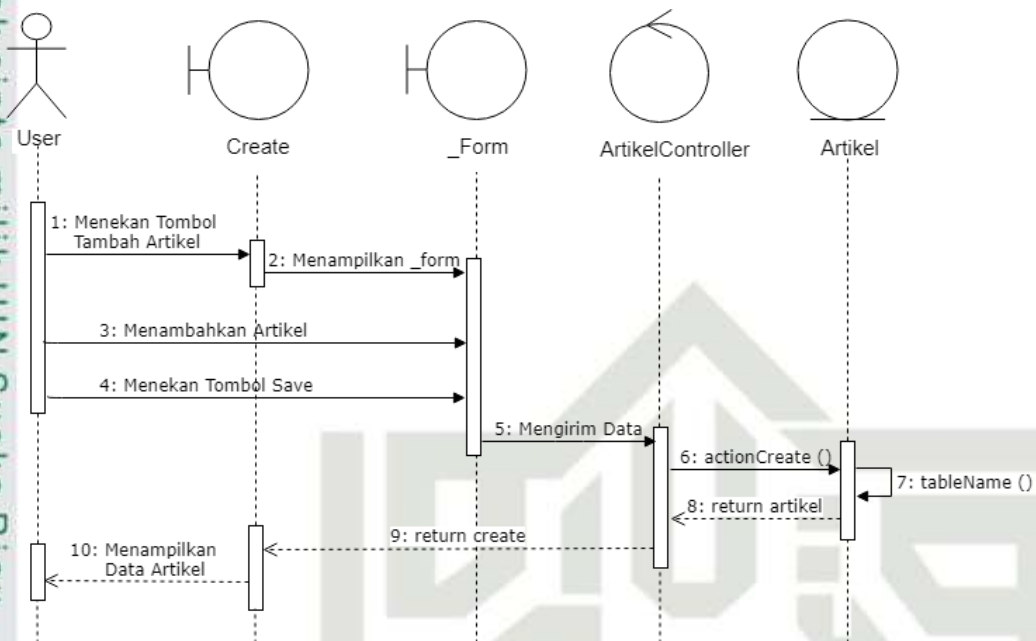 User
Create
_Form
ArtikelController
Artikel
1: Menekan Tombol
Tambah Artikel
2: Menampilkan _form
3: Menambahkan Artikel
4: Menekan Tombol Save
5: Mengirim Data
6: actionCreate ()
7: tableName ()
8: return artikel
9: return create
10: Menampilkan
Data Artikel